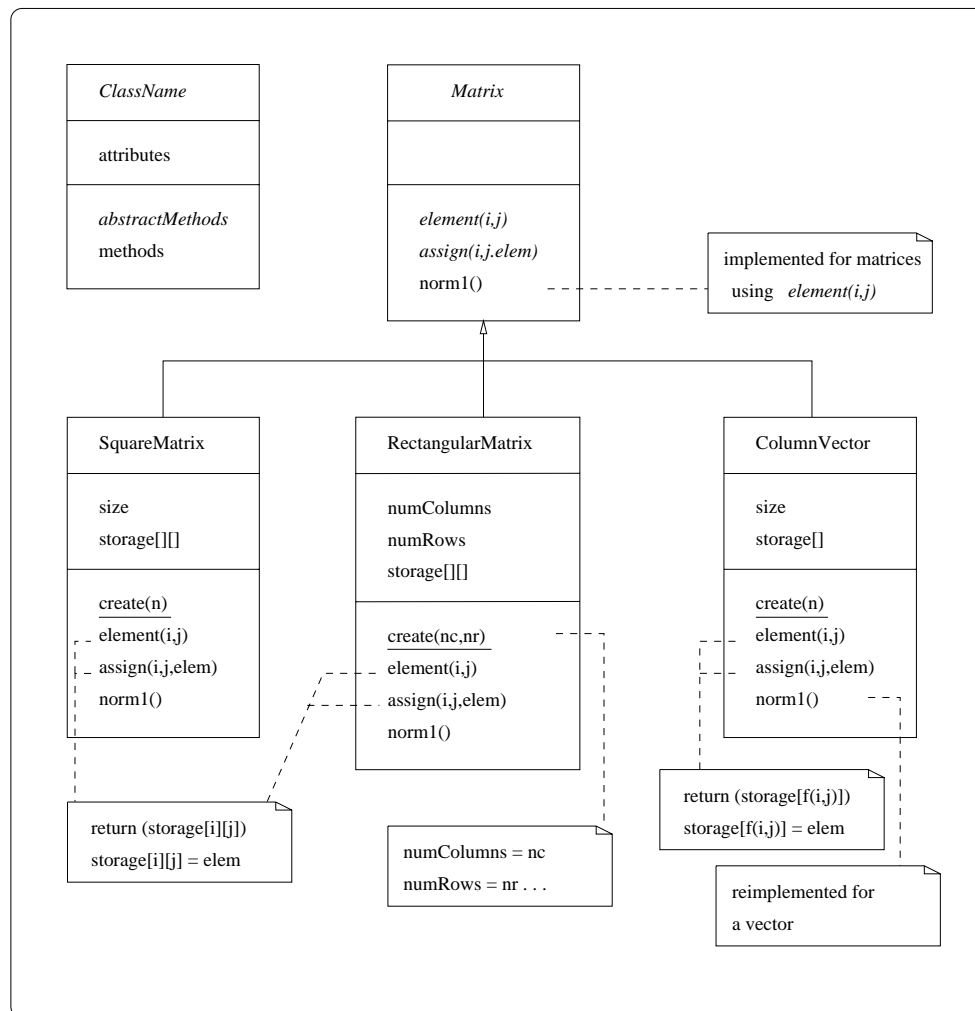 ClassName
attributes
abstractMethods
methods
Matrix
element(i,j)
assign(i,j.elem)
norm1()
implemented for matrices
using element(i,j)
SquareMatrix
size
storage[][]
create(n)
element(i,j)
assign(i,j,elem)
norm1()
RectangularMatrix
numColumns
numRows
storage[][]
create(nc,nr)
element(i,j)
assign(i,j,elem)
norm1()
ColumnVector
size
storage[]
create(n)
element(i,j)
assign(i,j,elem)
norm1()
return (storage[i][j])
storage[i][j] = elem
numColumns = nc
numRows = nr . . .
return (storage[f(i,j)])
storage[f(i,j)] = elem
reimplemented for
a vector